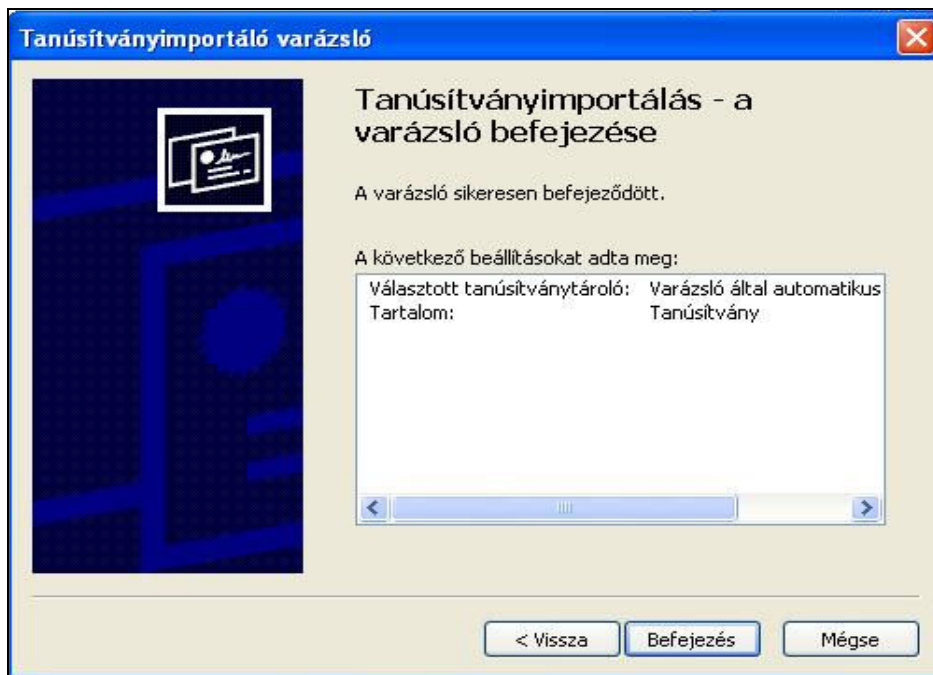 Tanúsítványimportáló varázsló
Tanúsítványimportálás - a
varázsló befejezése
A varázsló sikeresen befejeződött.
A következő beállításokat adta meg:
Választott tanúsítványtároló: Varázsló által automatikus
Tartalom: Tanúsítvány
< Vissza Befejezés Mégse